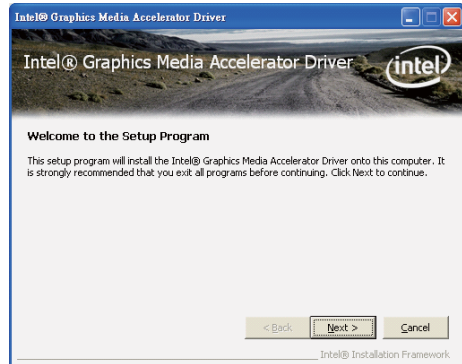 Intel® Graphics Media Accelerator Driver
Intel® Graphics Media Accelerator Driver
intel
Welcome to the Setup Program
This setup program will install the Intel® Graphics Media Accelerator Driver onto this computer. It
is strongly recommended that you exit all programs before continuing. Click Next to continue.
< Back
Next >
Cancel
Intel® Installation Framework